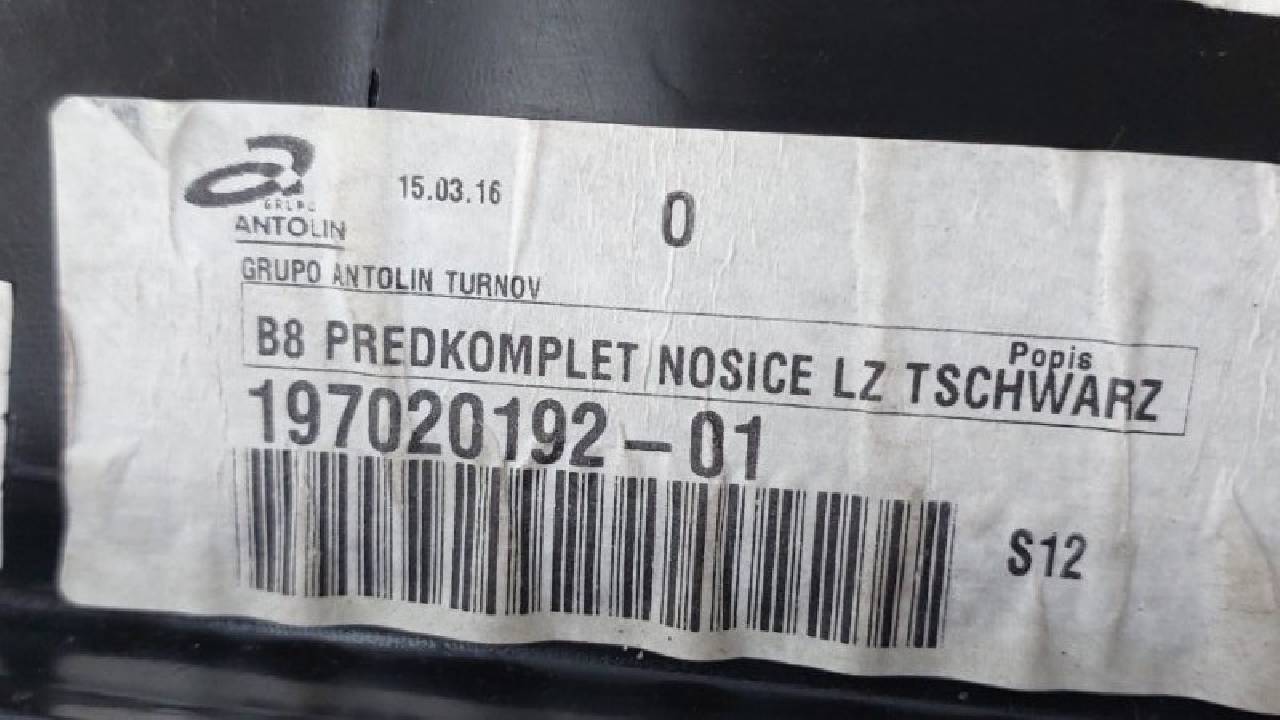 15.03.16
0
GRUPO
ANTOLIN
GRUPO ANTOLIN TURNOV
Popis
B8 PREDKOMPLET NOSICE LZ TSCHWARZ
197020192-01
S12